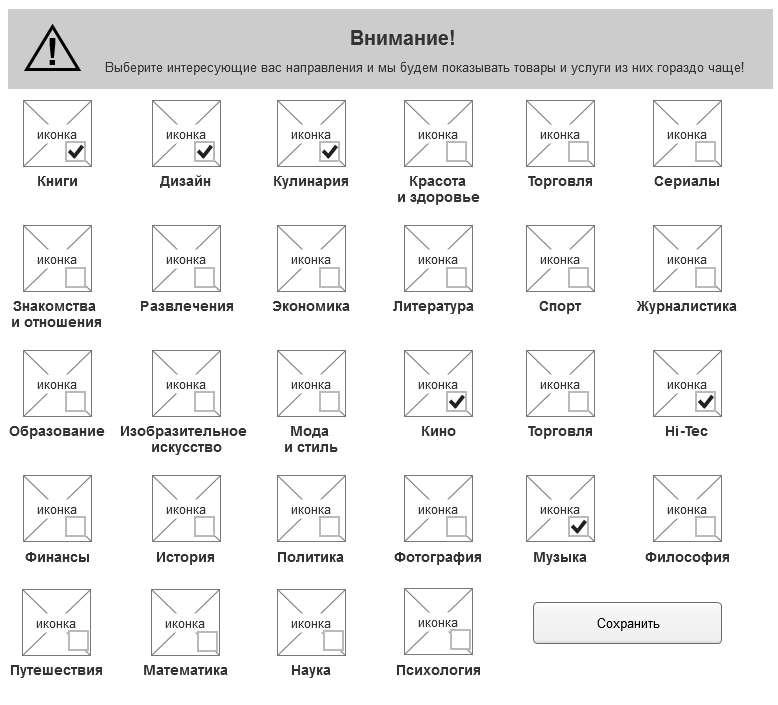 Внимание!
Выберите интересующие вас направления и мы будем показывать товары и услуги из них гораздо чаще!
иконка иконка иконка иконка иконка иконка
Книги Дизайн Кулинария Красота Торговля Сериалы
и здоровье
иконка иконка иконка иконка иконка иконка
Знакомства Развлечения Экономика Литература Спорт Журналистика
и отношения
иконка иконка иконка иконка иконка иконка
Образование Изобразительное Мода Кино Торговля Hi-Tec
искусство и стиль
иконка иконка иконка иконка иконка иконка
Финансы История Политика Фотография Музыка Философия
иконка иконка иконка иконка Сохранить
Путешествия Математика Наука Психология